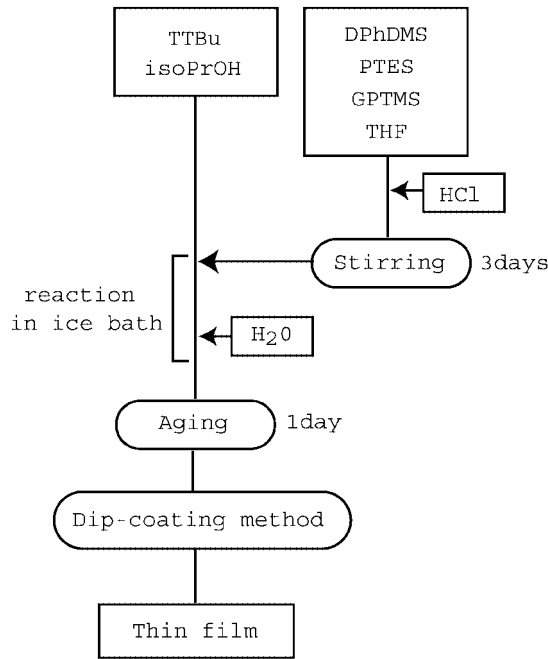 TTBu
isoPrOH
DPhDMS
PTES
GPTMS
THF
HCl
Stirring 3days
reaction
in ice bath
H₂O
Aging 1day
Dip-coating method
Thin film